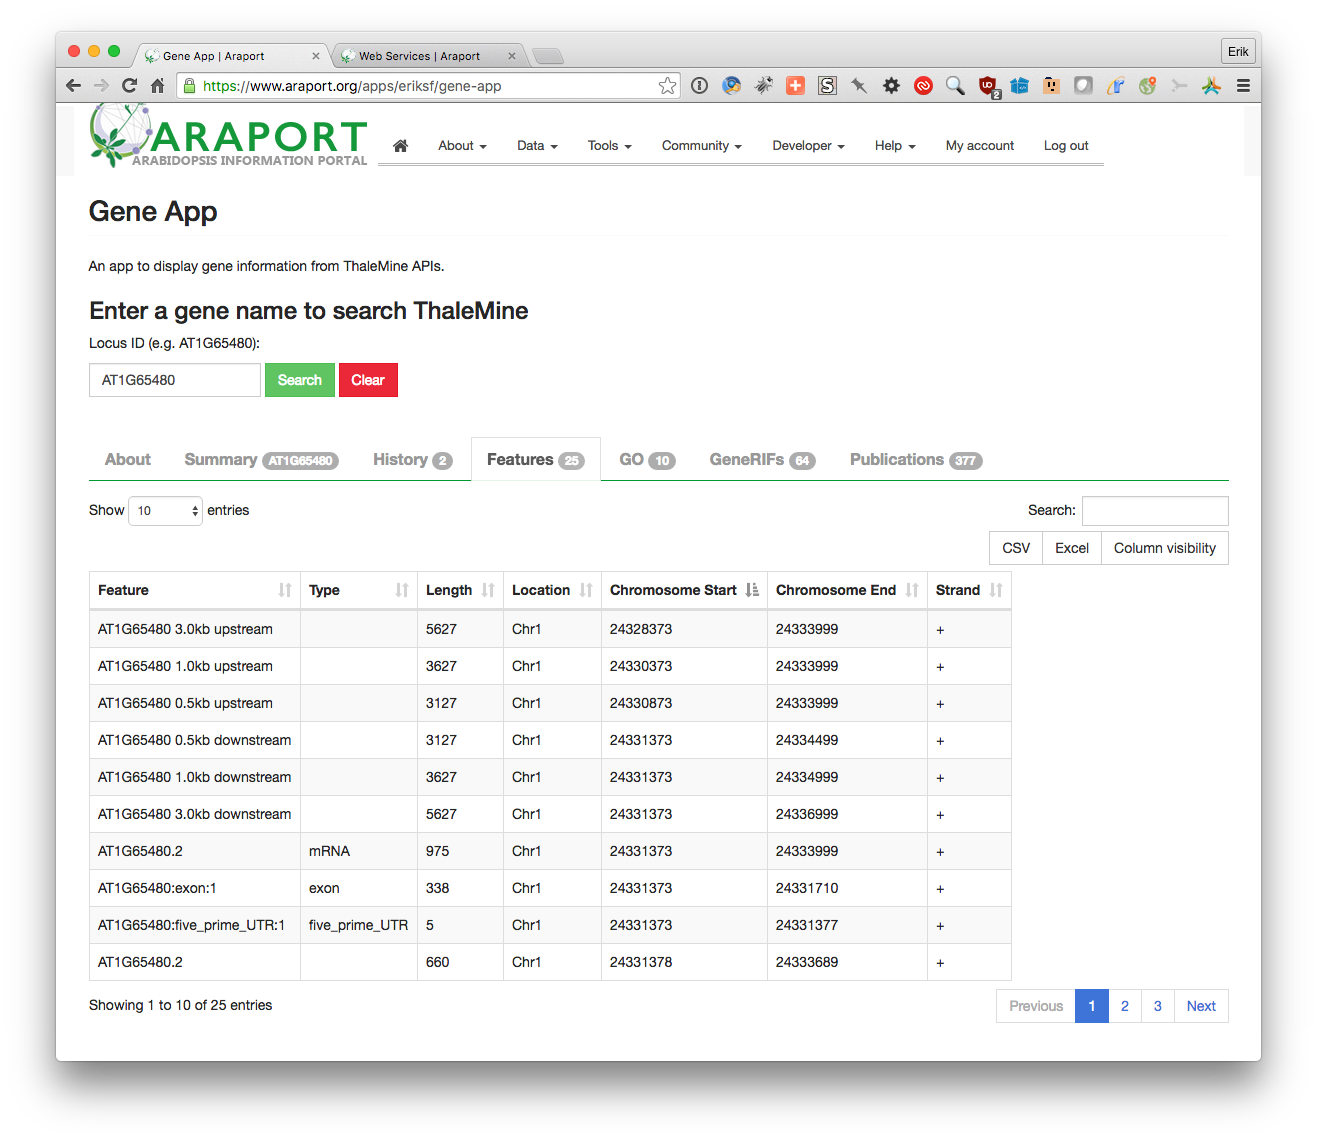 Gene App | Araport
Web Services | Araport
Erik
https://www.araport.org/apps/eriksf/gene-app
ARAPORT
ARABIDOPSIS INFORMATION PORTAL
About Data Tools Community Developer Help My account Log out
Gene App
An app to display gene information from ThaleMine APIs.
Enter a gene name to search ThaleMine
Locus ID (e.g. AT1G65480):
AT1G65480 Search Clear
About Summary AT1G65480 History 2 Features 25 GO 10 GeneRIFs 64 Publications 377
Show 10 entries Search:
CSV Excel Column visibility
Feature Type Length Location Chromosome Start Chromosome End Strand
AT1G65480 3.0kb upstream 5627 Chr1 24328373 24333999 +
AT1G65480 1.0kb upstream 3627 Chr1 24330373 24333999 +
AT1G65480 0.5kb upstream 3127 Chr1 24330873 24333999 +
AT1G65480 0.5kb downstream 3127 Chr1 24331373 24334499 +
AT1G65480 1.0kb downstream 3627 Chr1 24331373 24334999 +
AT1G65480 3.0kb downstream 5627 Chr1 24331373 24336999 +
AT1G65480.2 mRNA 975 Chr1 24331373 24333999 +
AT1G65480:exon:1 exon 338 Chr1 24331373 24331710 +
AT1G65480:five_prime_UTR:1 five_prime_UTR 5 Chr1 24331373 24331377 +
AT1G65480.2 660 Chr1 24331378 24333689 +
Showing 1 to 10 of 25 entries
Previous 1 2 3 Next